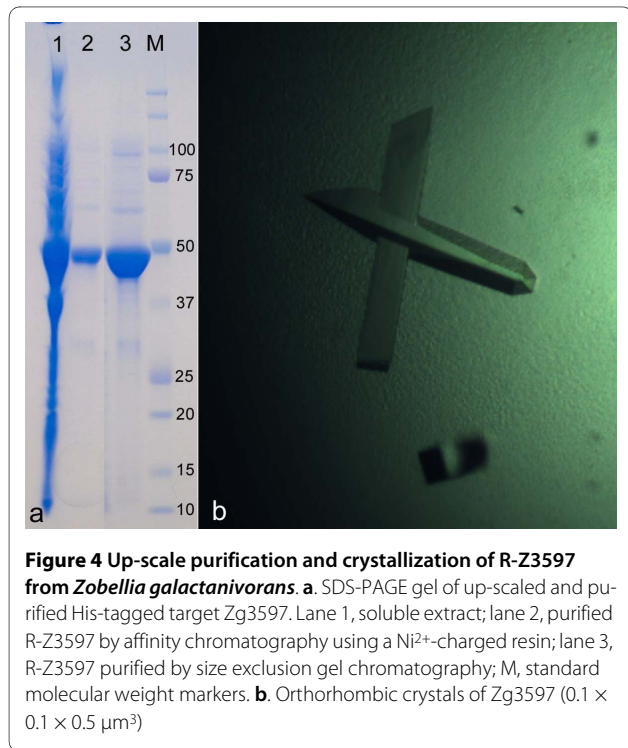 1 2 3 M
100
75
50
37
25
20
15
10
a
b
Figure 4 Up-scale purification and crystallization of R-Z3597
from Zobellia galactanivorans. a. SDS-PAGE gel of up-scaled and pu-
rified His-tagged target Zg3597. Lane 1, soluble extract; lane 2, purified
R-Z3597 by affinity chromatography using a Ni²⁺-charged resin; lane 3,
R-Z3597 purified by size exclusion gel chromatography; M, standard
molecular weight markers. b. Orthorhombic crystals of Zg3597 (0.1 ×
0.1 × 0.5 μm³)